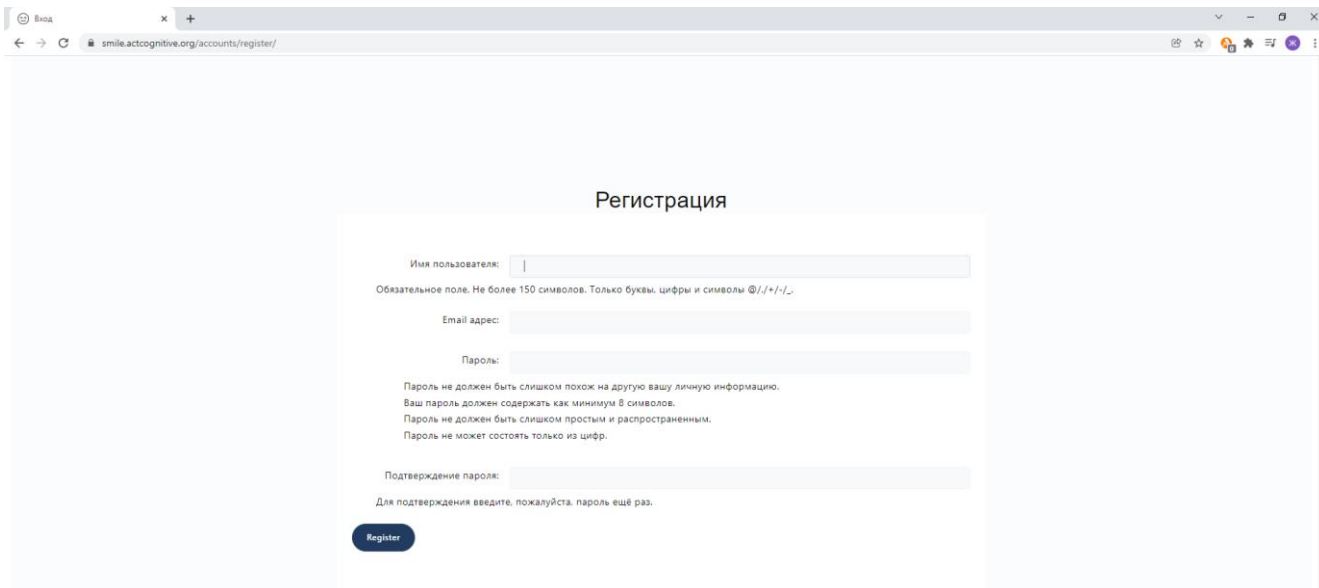 Вход
smile.actcognitive.org/accounts/register/
Ж
Регистрация
Имя пользователя:
Обязательное поле. Не более 150 символов. Только буквы, цифры и символы @/./+/-/_.
Email адрес:
Пароль:
Пароль не должен быть слишком похож на другую вашу личную информацию.
Ваш пароль должен содержать как минимум 8 символов.
Пароль не должен быть слишком простым и распространенным.
Пароль не может состоять только из цифр.
Подтверждение пароля:
Для подтверждения введите, пожалуйста, пароль ещё раз.
Register